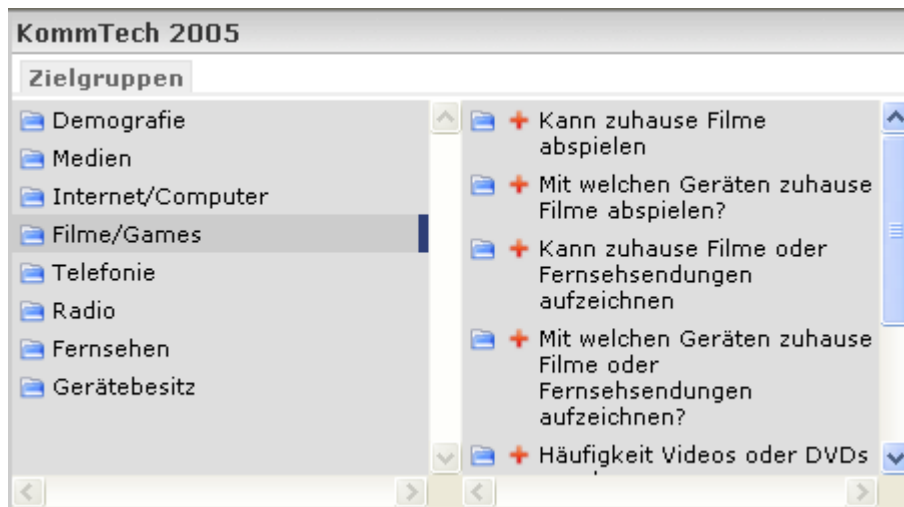 KommTech 2005
Zielgruppen
Demografie
Medien
Internet/Computer
Filme/Games
Telefonie
Radio
Fernsehen
Gerätebesitz
Kann zuhause Filme
abspielen
Mit welchen Geräten zuhause
Filme abspielen?
Kann zuhause Filme oder
Fernsehsendungen
aufzeichnen
Mit welchen Geräten zuhause
Filme oder
Fernsehsendungen
aufzeichnen?
Häufigkeit Videos oder DVDs